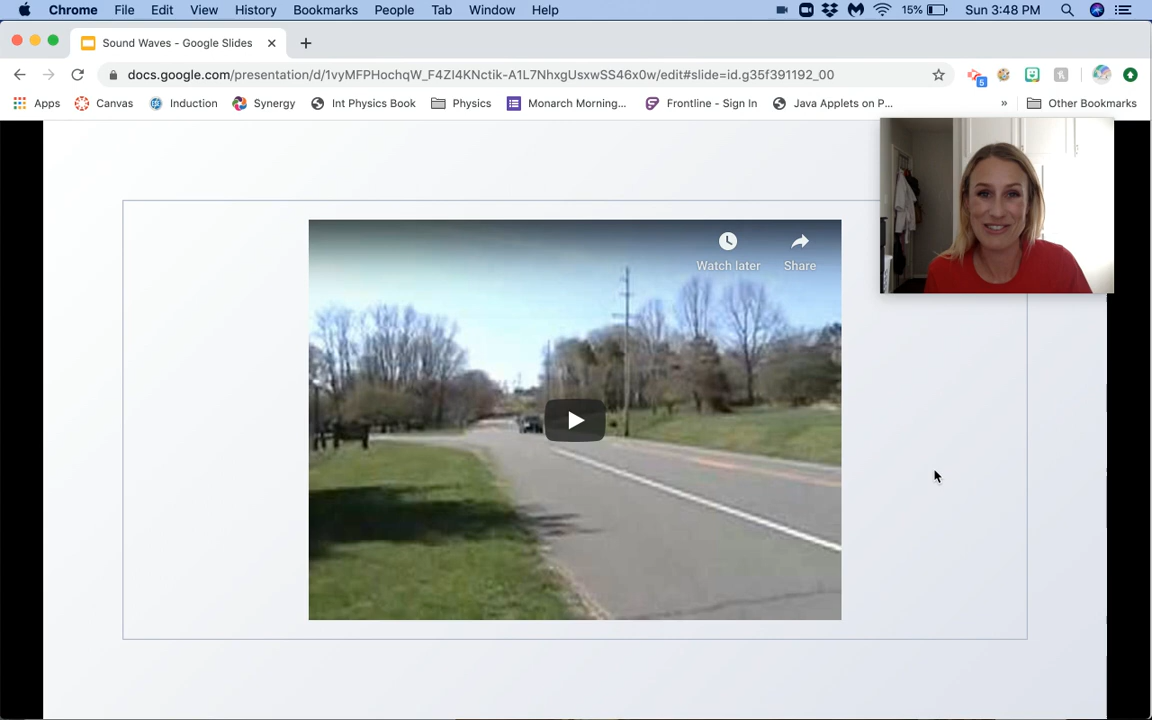 Chrome File Edit View History Bookmarks People Tab Window Help 15% Sun 3:48 PM
Sound Waves - Google Slides
docs.google.com/presentation/d/1vyMFPHochqW_F4ZI4KNctik-A1L7NhxgUsxwSS46x0w/edit#slide=id.g35f391192_00 5
Apps Canvas Induction Synergy Int Physics Book Physics Monarch Morning... Frontline - Sign In Java Applets on P... » Other Bookmarks
Watch later Share